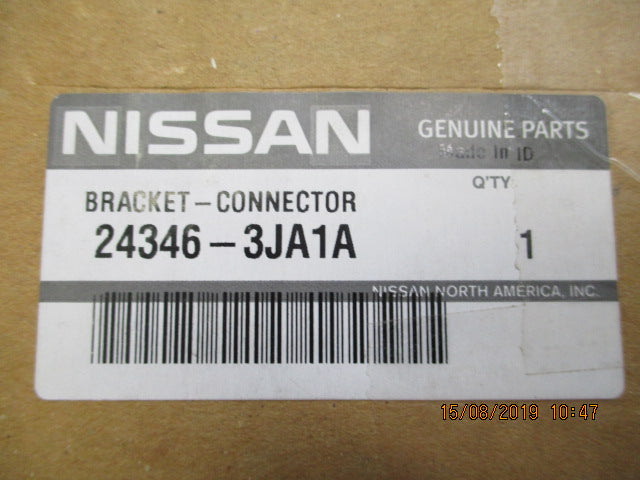 NISSAN
GENUINE PARTS
Made In ID
Q'TY
BRACKET-CONNECTOR
24346-3JA1A
1
NISSAN NORTH AMERICA, INC.
15/08/2019 10:47